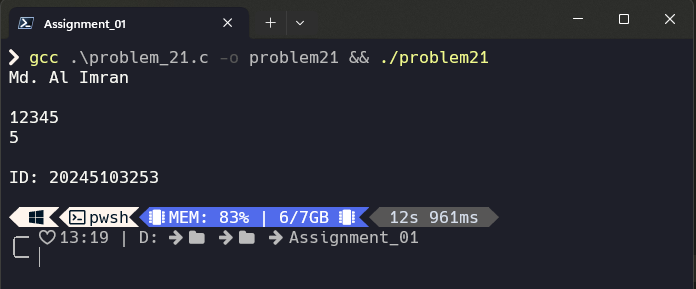 Assignment_01
❯ gcc .\problem_21.c -o problem21 && ./problem21
Md. Al Imran
12345
5
ID: 20245103253
pwsh MEM: 83% | 6/7GB 12s 961ms
13:19 | D: → → → Assignment_01